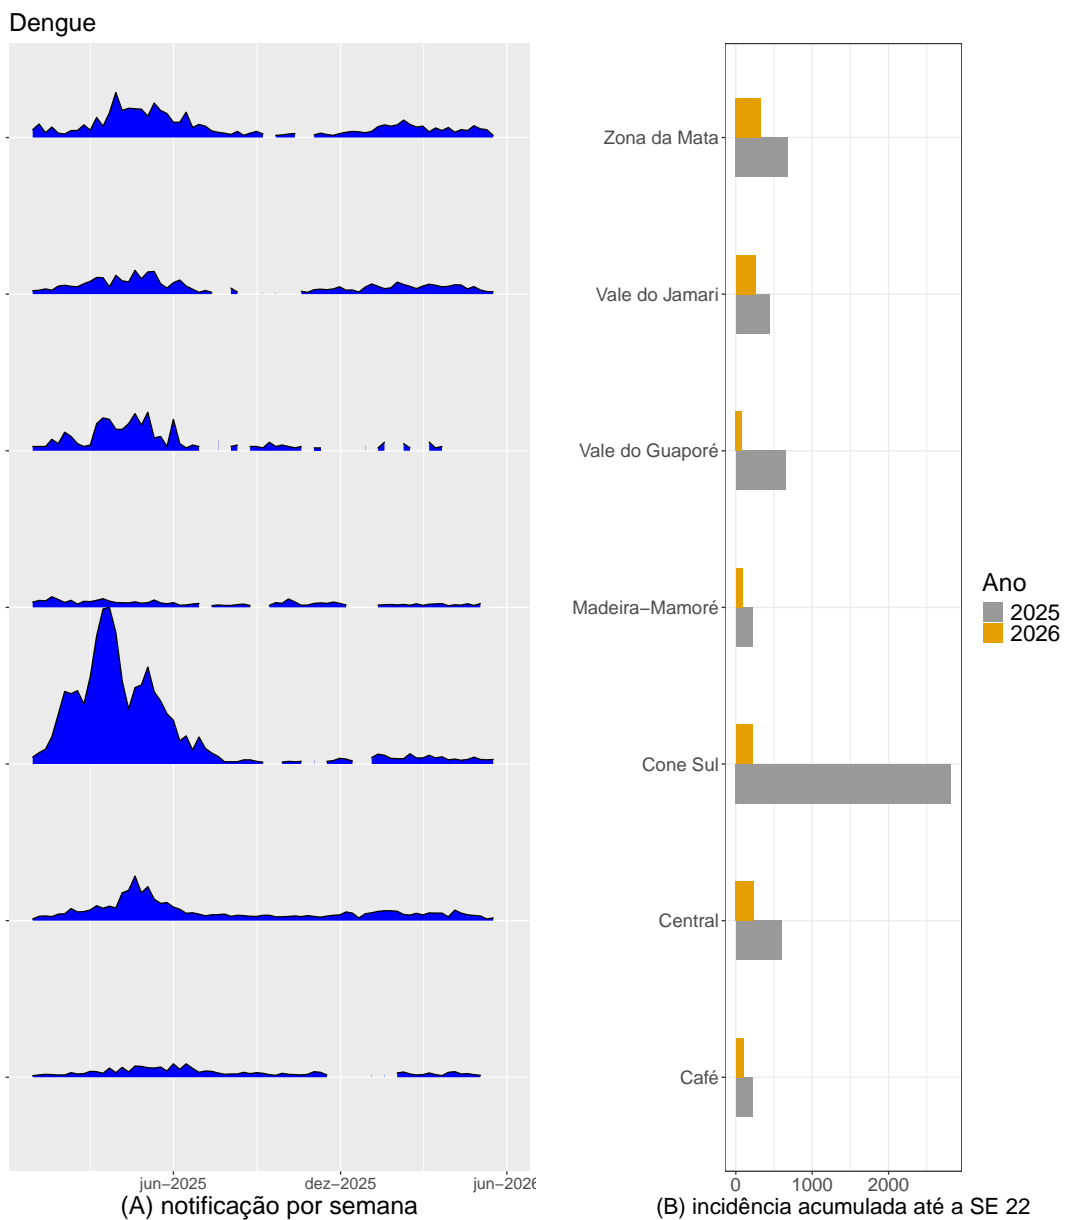 Dengue
Zona da Mata
Vale do Jamari
Vale do Guaporé
Madeira−Mamoré
Cone Sul
Central
Café
jun−2025
dez−2025
jun−2026
(A) notificação por semana
0
1000
2000
(B) incidência acumulada até a SE 22
Ano
2025
2026